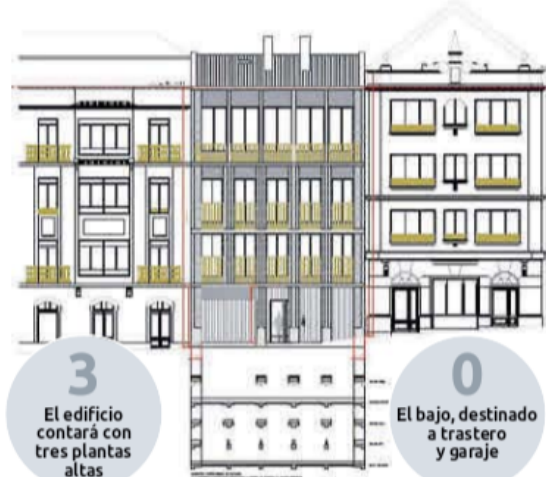 3
El edificio
contará con
tres plantas
altas
0
El bajo, destinado
a trastero
y garaje